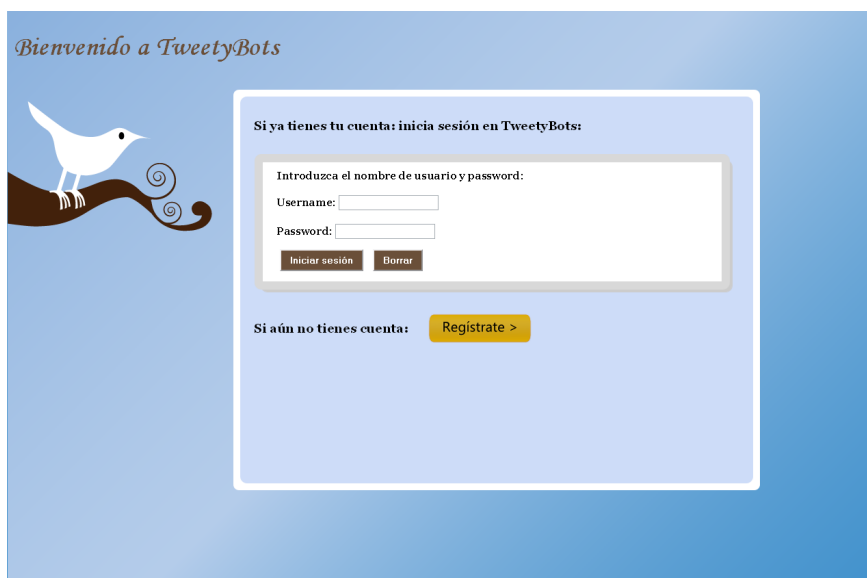 Bienvenido a TweetyBots
Si ya tienes tu cuenta: inicia sesión en TweetyBots:
Introduzca el nombre de usuario y password:
Username:
Password:
Iniciar sesión Borrar
Si aún no tienes cuenta: Regístrate >